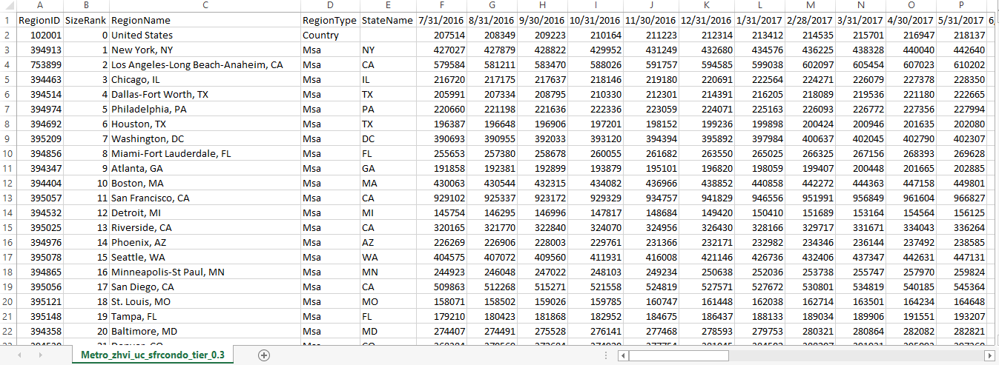 A B C D E F G H I J K L M N O P
1 RegionID SizeRank RegionName RegionType StateName 7/31/2016 8/31/2016 9/30/2016 10/31/2016 11/30/2016 12/31/2016 1/31/2017 2/28/2017 3/31/2017 4/30/2017 5/31/2017 6/
2 102001 0 United States Country 207514 208349 209223 210164 211223 212314 213412 214535 215701 216947 218137
3 394913 1 New York, NY Msa NY 427027 427879 428822 429952 431249 432680 434576 436225 438328 440040 442640
4 753899 2 Los Angeles-Long Beach-Anaheim, CA Msa CA 579584 581211 583470 588026 591757 594585 599038 602097 605454 607023 610202
5 394463 3 Chicago, IL Msa IL 216720 217175 217637 218146 219180 220691 222564 224271 226079 227378 228350
6 394514 4 Dallas-Fort Worth, TX Msa TX 205991 207334 208795 210330 212301 214391 216205 218089 219536 221180 222665
7 394974 5 Philadelphia, PA Msa PA 220660 221198 221636 222336 223059 224071 225163 226093 226772 227356 227994
8 394692 6 Houston, TX Msa TX 196387 196648 196906 197201 198152 199236 199898 200424 200946 201635 202080
9 395209 7 Washington, DC Msa DC 390693 390955 392033 393120 394394 395892 397984 400637 402045 402790 402307
10 394856 8 Miami-Fort Lauderdale, FL Msa FL 255653 257380 258678 260055 261682 263550 265025 266325 267156 268393 269628
11 394347 9 Atlanta, GA Msa GA 191858 192381 192899 193879 195101 196820 198059 199407 200448 201665 202885
12 394404 10 Boston, MA Msa MA 430063 430544 432315 434082 436966 438852 440858 442272 444363 447158 449801
13 395057 11 San Francisco, CA Msa CA 929102 925337 923172 929329 934757 941829 946556 951991 956849 961604 966827
14 394532 12 Detroit, MI Msa MI 145754 146295 146996 147817 148684 149420 150410 151689 153164 154564 156125
15 395025 13 Riverside, CA Msa CA 320165 321770 322840 324070 324956 326430 328166 329717 331671 334043 336264
16 394976 14 Phoenix, AZ Msa AZ 226269 226906 228003 229761 231366 232171 232982 234346 236144 237492 238585
17 395078 15 Seattle, WA Msa WA 404575 407072 409560 411931 416008 421146 426736 432406 437347 442631 447131
18 394865 16 Minneapolis-St Paul, MN Msa MN 244923 246048 247022 248103 249234 250638 252036 253738 255747 257970 259824
19 395056 17 San Diego, CA Msa CA 509863 512268 515271 521558 524819 527571 527672 530801 534819 540185 545364
20 395121 18 St. Louis, MO Msa MO 158071 158502 159026 159785 160747 161448 162038 162714 163501 164234 164648
21 395148 19 Tampa, FL Msa FL 179210 180423 181868 182952 184675 186437 188133 189034 189906 191551 193207
22 394358 20 Baltimore, MD Msa MD 274407 274491 275528 276141 277468 278593 279753 280321 280864 282082 282821
Metro_zhvi_uc_sfrcondo_tier_0.3